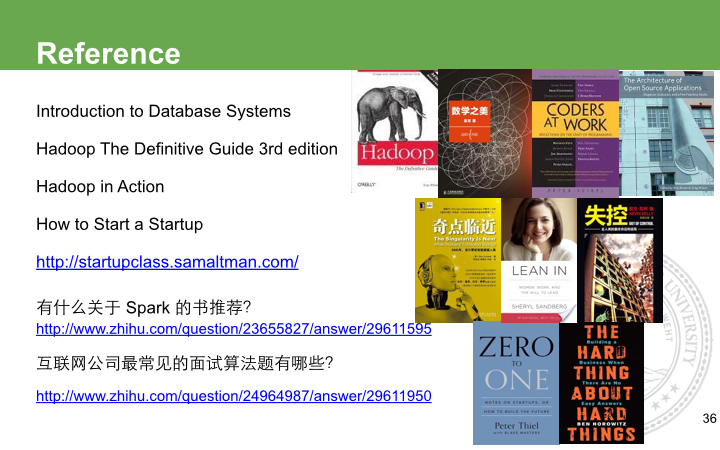 Reference
Introduction to Database Systems
Hadoop The Definitive Guide 3rd edition
Hadoop in Action
How to Start a Startup
http://startupclass.samaltman.com/
有什么关于 Spark 的书推荐?
http://www.zhihu.com/question/23655827/answer/29611595
互联网公司最常见的面试算法题有哪些?
http://www.zhihu.com/question/24964987/answer/29611950
Hadoop
The Definitive Guide
O'REILLY
数学之美
CODERS
AT WORK
PETER SEIBEL
The Architecture of
Open Source Applications
奇点临近
The Singularity is Near
LEAN IN
WOMEN, WORK, AND
THE WILL TO LEAD
SHERYL SANDBERG
失控
OUT OF CONTROL
ZERO
TO
ONE
NOTES ON STARTUPS, OR
HOW TO BUILD THE FUTURE
Peter Thiel
with BLAKE MASTERS
THE
Building a
HARD
Business When
THING
There Are No
ABOUT
Easy Answers
HARD
BEN HOROWITZ
THINGS
UNIVERSITY
36